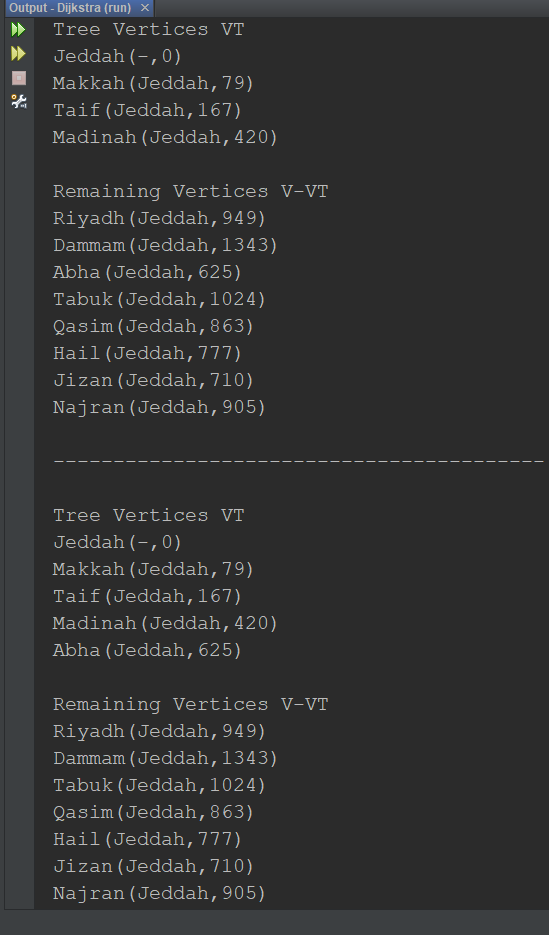 Output - Dijkstra (run) ×
Tree Vertices VT
Jeddah(-,0)
Makkah(Jeddah,79)
Taif(Jeddah,167)
Madinah(Jeddah,420)
Remaining Vertices V-VT
Riyadh(Jeddah,949)
Dammam(Jeddah,1343)
Abha(Jeddah,625)
Tabuk(Jeddah,1024)
Qasim(Jeddah,863)
Hail(Jeddah,777)
Jizan(Jeddah,710)
Najran(Jeddah,905)
-----------------------------------------
Tree Vertices VT
Jeddah(-,0)
Makkah(Jeddah,79)
Taif(Jeddah,167)
Madinah(Jeddah,420)
Abha(Jeddah,625)
Remaining Vertices V-VT
Riyadh(Jeddah,949)
Dammam(Jeddah,1343)
Tabuk(Jeddah,1024)
Qasim(Jeddah,863)
Hail(Jeddah,777)
Jizan(Jeddah,710)
Najran(Jeddah,905)